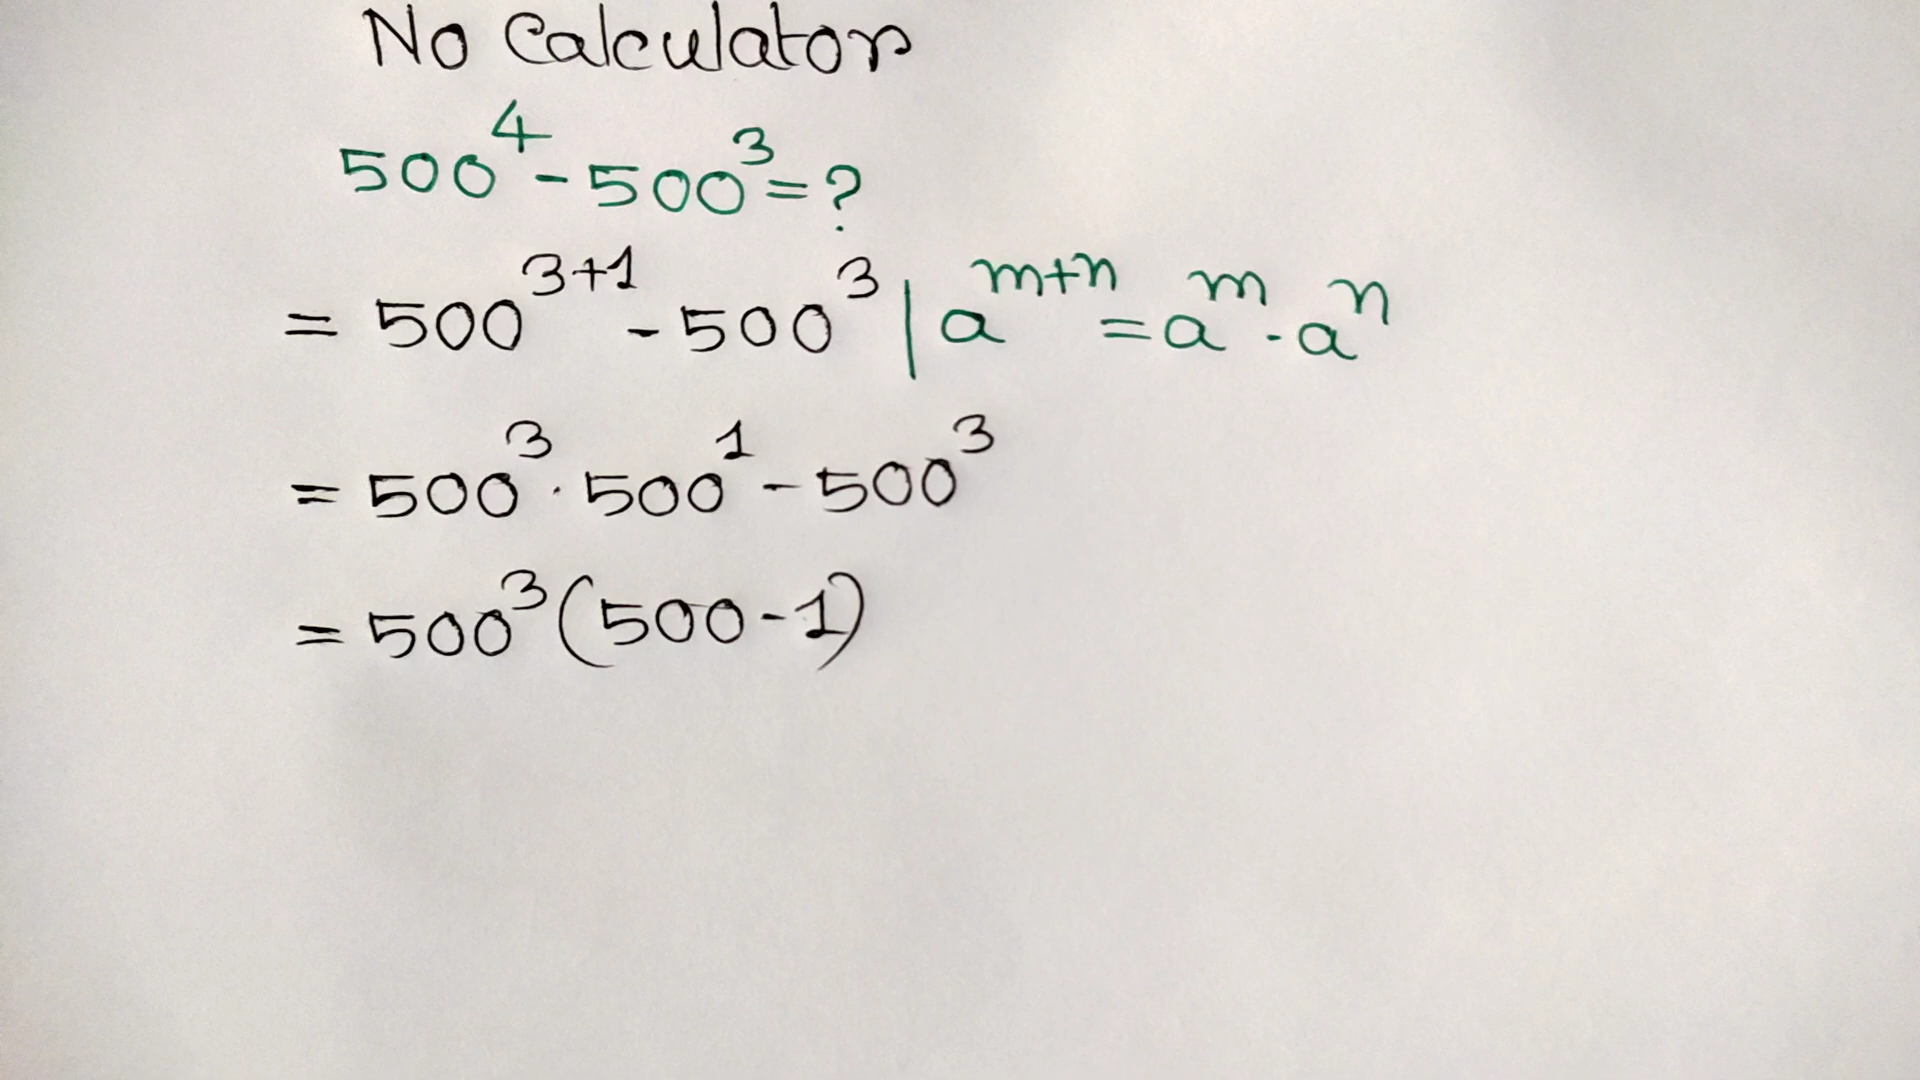 No Calculator
500⁴ - 500³ = ?
= 500³⁺¹ - 500³ | aᵐ⁺ⁿ = aᵐ · aⁿ
= 500³ · 500¹ - 500³
= 500³ (500 - 1)